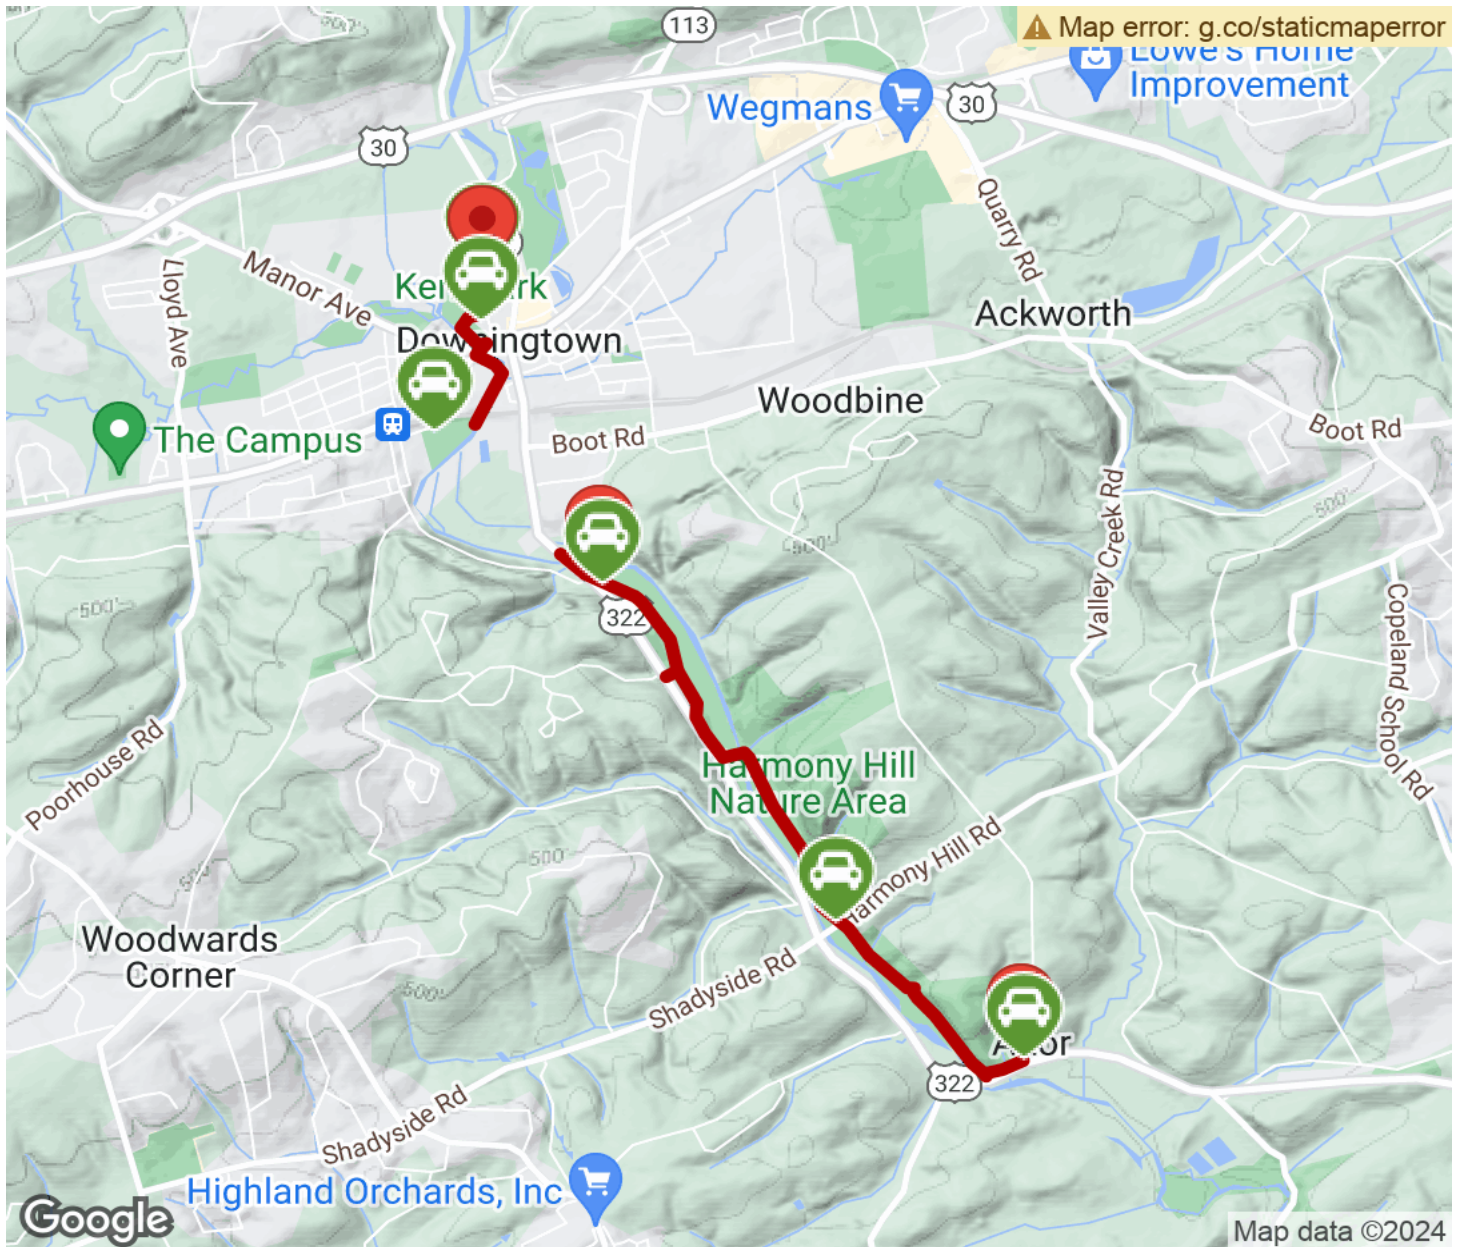 113
Map error: g.co/staticmaperror
Lowe's Home
Improvement
Wegmans
30
30
Quarry Rd
Manor Ave
Lloyd Ave
Ackworth
Downingtown
Woodbine
The Campus
Boot Rd
Boot Rd
500'
500'
500'
Valley Creek Rd
Copeland School Rd
322
Poorhouse Rd
Harmony Hill
Nature Area
Harmony Hill Rd
500'
500'
Woodwards
Corner
500'
Shadyside Rd
322
Shadyside Rd
Highland Orchards, Inc
Google
Map data ©2024